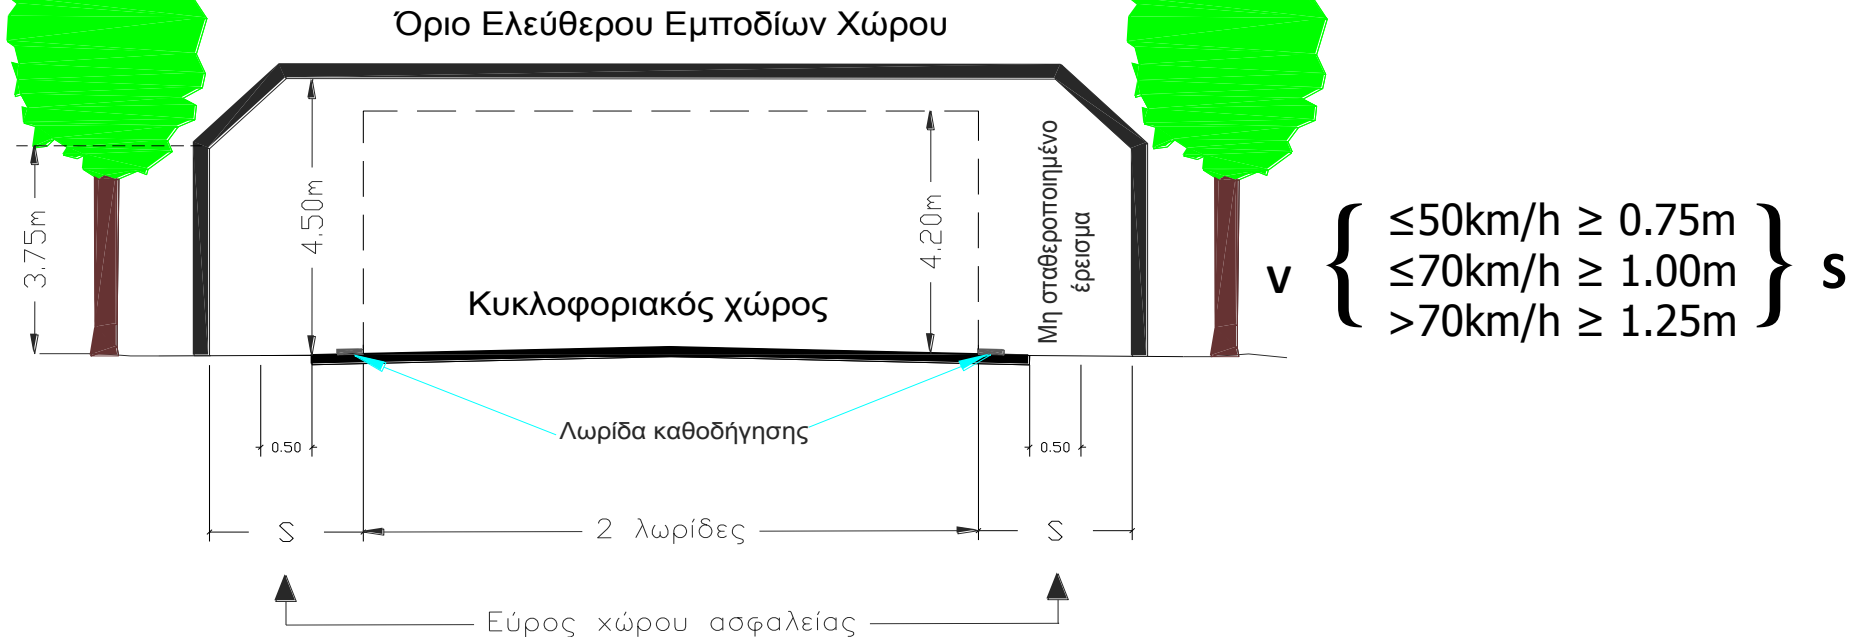 Όριο Ελεύθερου Εμποδίων Χώρου
3.75m
4.50m
4.20m
Μη σταθεροποιημένο
έρεισμα
Κυκλοφοριακός χώρος
V
{
≤50km/h ≥ 0.75m
≤70km/h ≥ 1.00m
>70km/h ≥ 1.25m
}
S
Λωρίδα καθοδήγησης
0.50
0.50
S
2 λωρίδες
S
Εύρος χώρου ασφαλείας